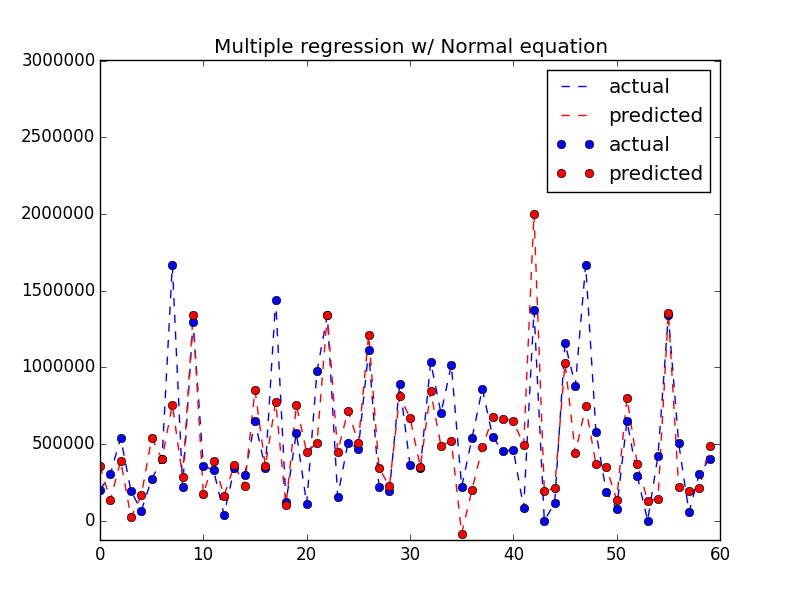 Multiple regression w/ Normal equation
3000000
2500000
2000000
1500000
1000000
500000
0
actual
predicted
actual
predicted
0 10 20 30 40 50 60